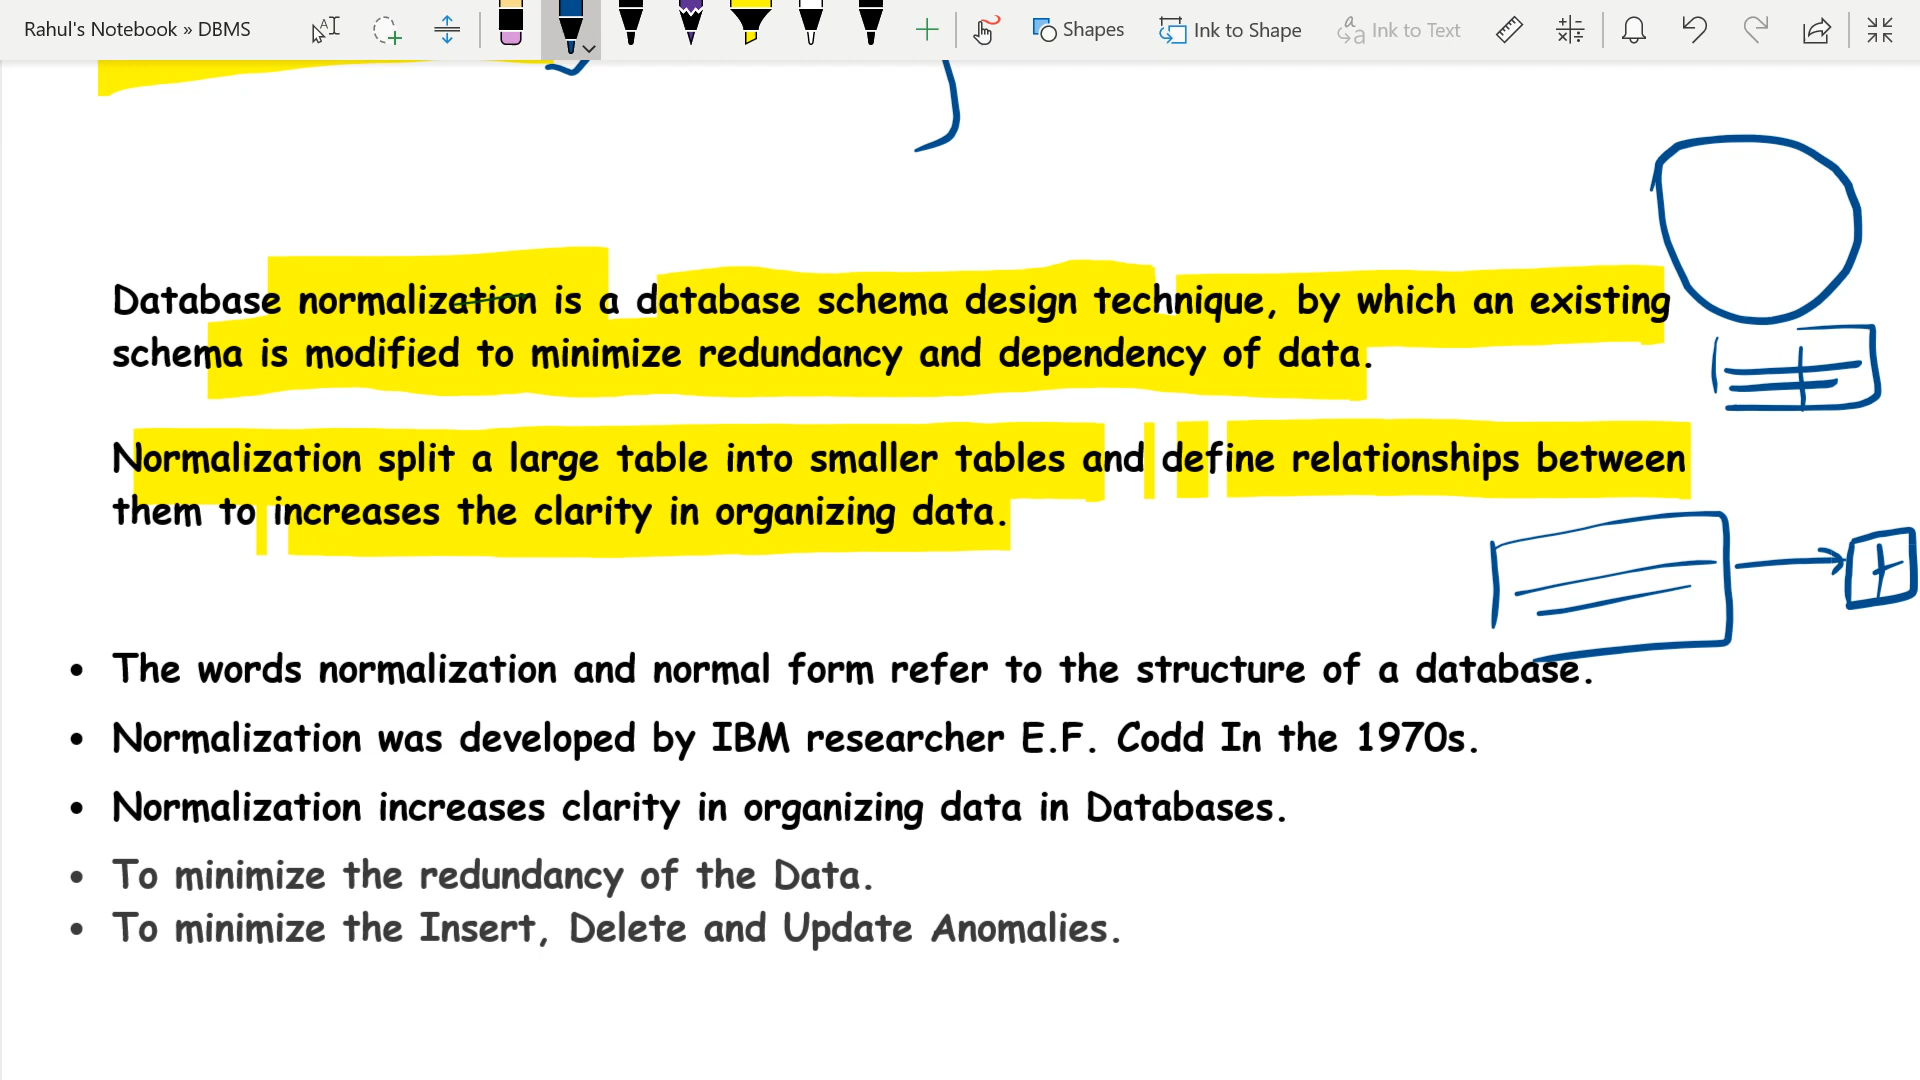 Rahul's Notebook » DBMS
Shapes
Ink to Shape
Ink to Text
Database normalization is a database schema design technique, by which an existing
schema is modified to minimize redundancy and dependency of data.
Normalization split a large table into smaller tables and define relationships between
them to increases the clarity in organizing data.
• The words normalization and normal form refer to the structure of a database.
• Normalization was developed by IBM researcher E.F. Codd In the 1970s.
• Normalization increases clarity in organizing data in Databases.
• To minimize the redundancy of the Data.
• To minimize the Insert, Delete and Update Anomalies.